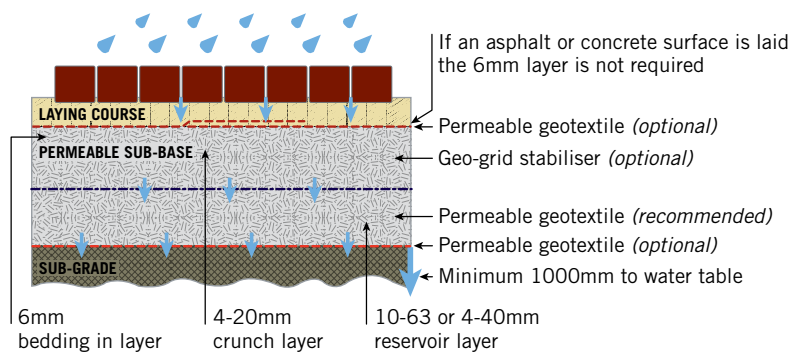 If an asphalt or concrete surface is laid
the 6mm layer is not required
LAYING COURSE
Permeable geotextile (optional)
PERMEABLE SUB-BASE
Geo-grid stabiliser (optional)
Permeable geotextile (recommended)
Permeable geotextile (optional)
SUB-GRADE
Minimum 1000mm to water table
6mm
bedding in layer
4-20mm
crunch layer
10-63 or 4-40mm
reservoir layer